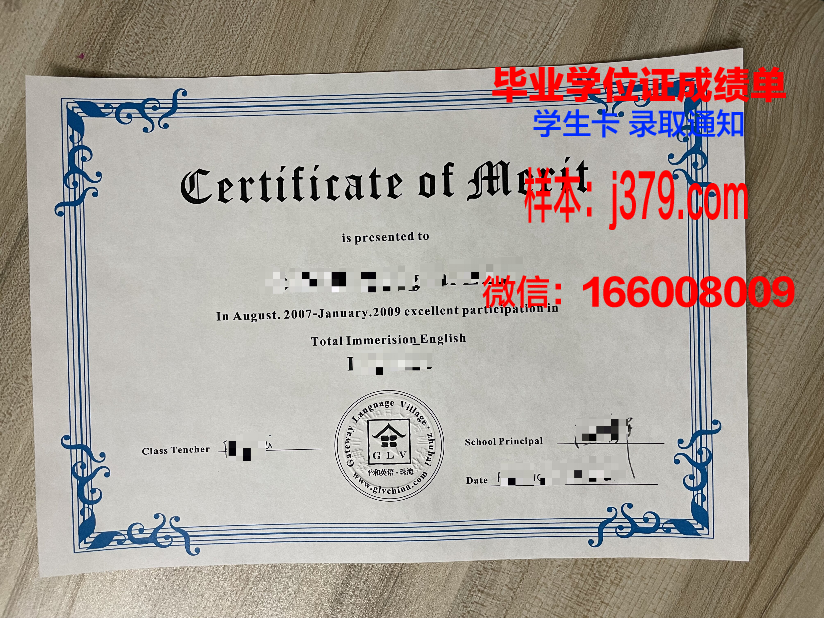 毕业学位证成绩单
学生卡 录取通知
Certificate of Merit
样本：j379.com
is presented to
微信：166008009
In August. 2007-January.2009 excellent participation in
Total Immerision English
Gateway Language Village · zhuhai
GLV
www.glvchina.com
Class Tencher
School Principal
Date